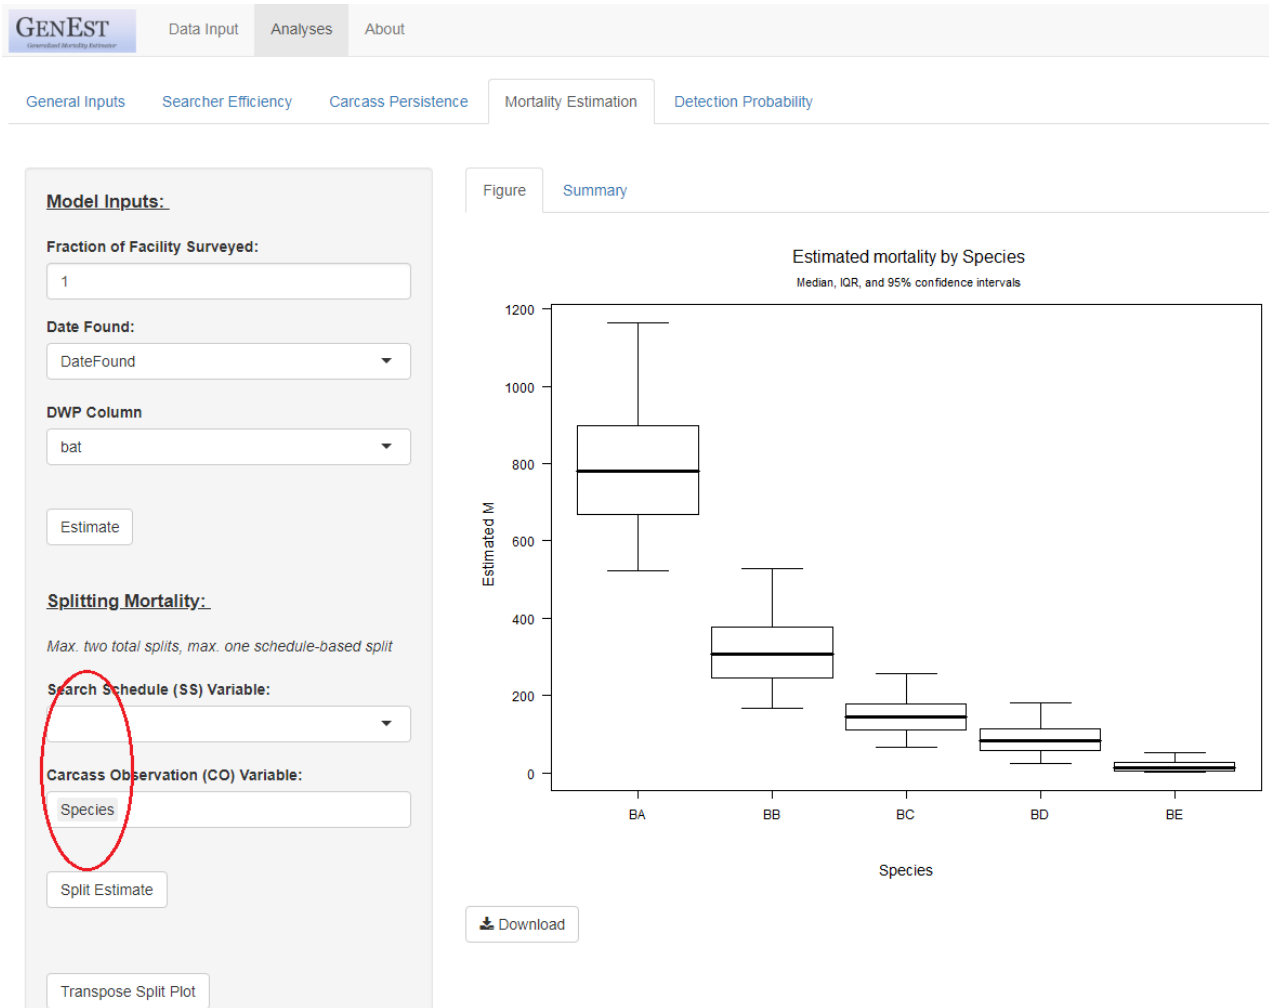 GENEST
Generalized Mortality Estimator
Data Input
Analyses
About
General Inputs
Searcher Efficiency
Carcass Persistence
Mortality Estimation
Detection Probability
Model Inputs:
Fraction of Facility Surveyed:
1
Date Found:
DateFound
DWP Column
bat
Estimate
Splitting Mortality:
Max. two total splits, max. one schedule-based split
Search Schedule (SS) Variable:
Carcass Observation (CO) Variable:
Species
Split Estimate
Transpose Split Plot
Figure
Summary
Estimated mortality by Species
Median, IQR, and 95% confidence intervals
Estimated M
1200
1000
800
600
400
200
0
BA
BB
BC
BD
BE
Species
Download